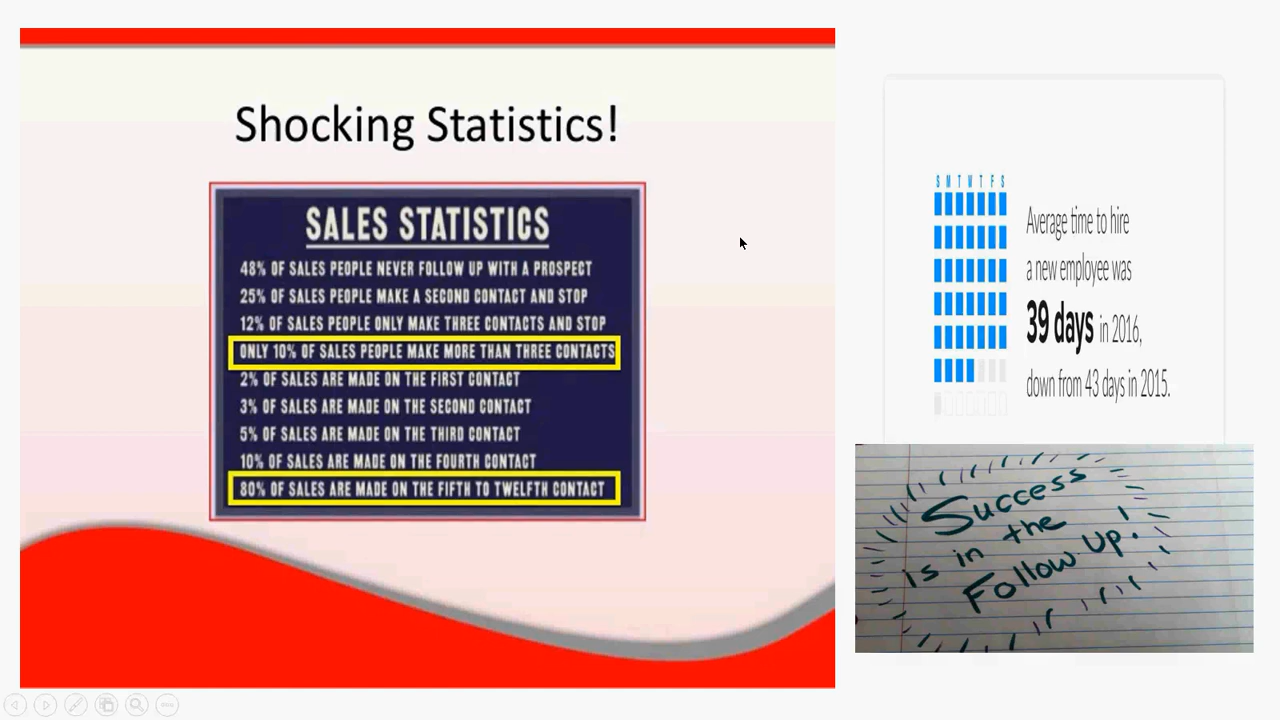 Shocking Statistics!
SALES STATISTICS
48% OF SALES PEOPLE NEVER FOLLOW UP WITH A PROSPECT
25% OF SALES PEOPLE MAKE A SECOND CONTACT AND STOP
12% OF SALES PEOPLE ONLY MAKE THREE CONTACTS AND STOP
ONLY 10% OF SALES PEOPLE MAKE MORE THAN THREE CONTACTS
2% OF SALES ARE MADE ON THE FIRST CONTACT
3% OF SALES ARE MADE ON THE SECOND CONTACT
5% OF SALES ARE MADE ON THE THIRD CONTACT
10% OF SALES ARE MADE ON THE FOURTH CONTACT
80% OF SALES ARE MADE ON THE FIFTH TO TWELFTH CONTACT
S M T W T F S
Average time to hire
a new employee was
39 days in 2016,
down from 43 days in 2015.
Success
is in the
Follow Up!